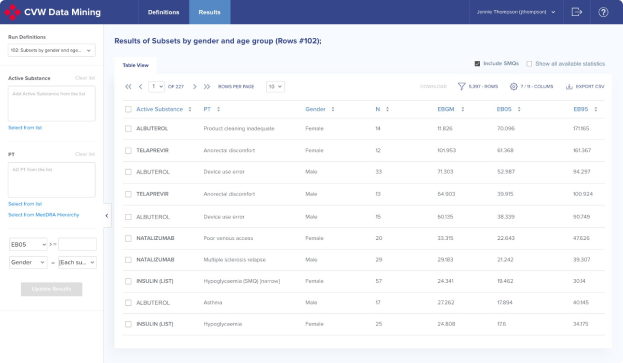 CVW Data Mining
Definitions
Results
Jennie Thompson (jthompson)
Run Definitions
102: Subsets by gender and age...
Active Substance
Clear list
Add Active Substance from the list
Select from list
PT
Clear list
Add PT from the list
Select from list
Select from MedDRA Hierarchy
EB05
> =
Gender
=
[Each su...
Update Results
Results of Subsets by gender and age group (Rows #102);
Table View
Include SMQs
Show all available statistics
1 OF 227
ROWS PER PAGE
10
DOWNLOAD
5,397 - ROWS
7 / 11 - COLUMS
EXPORT CSV
Active Substance PT Gender N EBGM EB05 EB95
ALBUTEROL Product cleaning inadequate Female 14 11.826 70.096 171.165
TELAPREVIR Anorectal discomfort Female 12 101.953 61.368 161.367
ALBUTEROL Device use error Male 33 71.303 52.987 94.297
TELAPREVIR Anorectal discomfort Male 13 64.903 39.915 100.924
ALBUTEROL Device use error Male 15 60.135 38.339 90.749
NATALIZUMAB Poor venous access Female 20 33.315 22.643 47.626
NATALIZUMAB Multiple sclerosis relapse Male 29 29.183 21.242 39.307
INSULIN (LIST) Hypoglycaemia (SMQ) [narrow] Female 57 24.341 19.462 30.14
ALBUTEROL Asthma Male 17 27.262 17.894 40.145
INSULIN (LIST) Hypoglycaemia Female 25 24.808 17.6 34.175